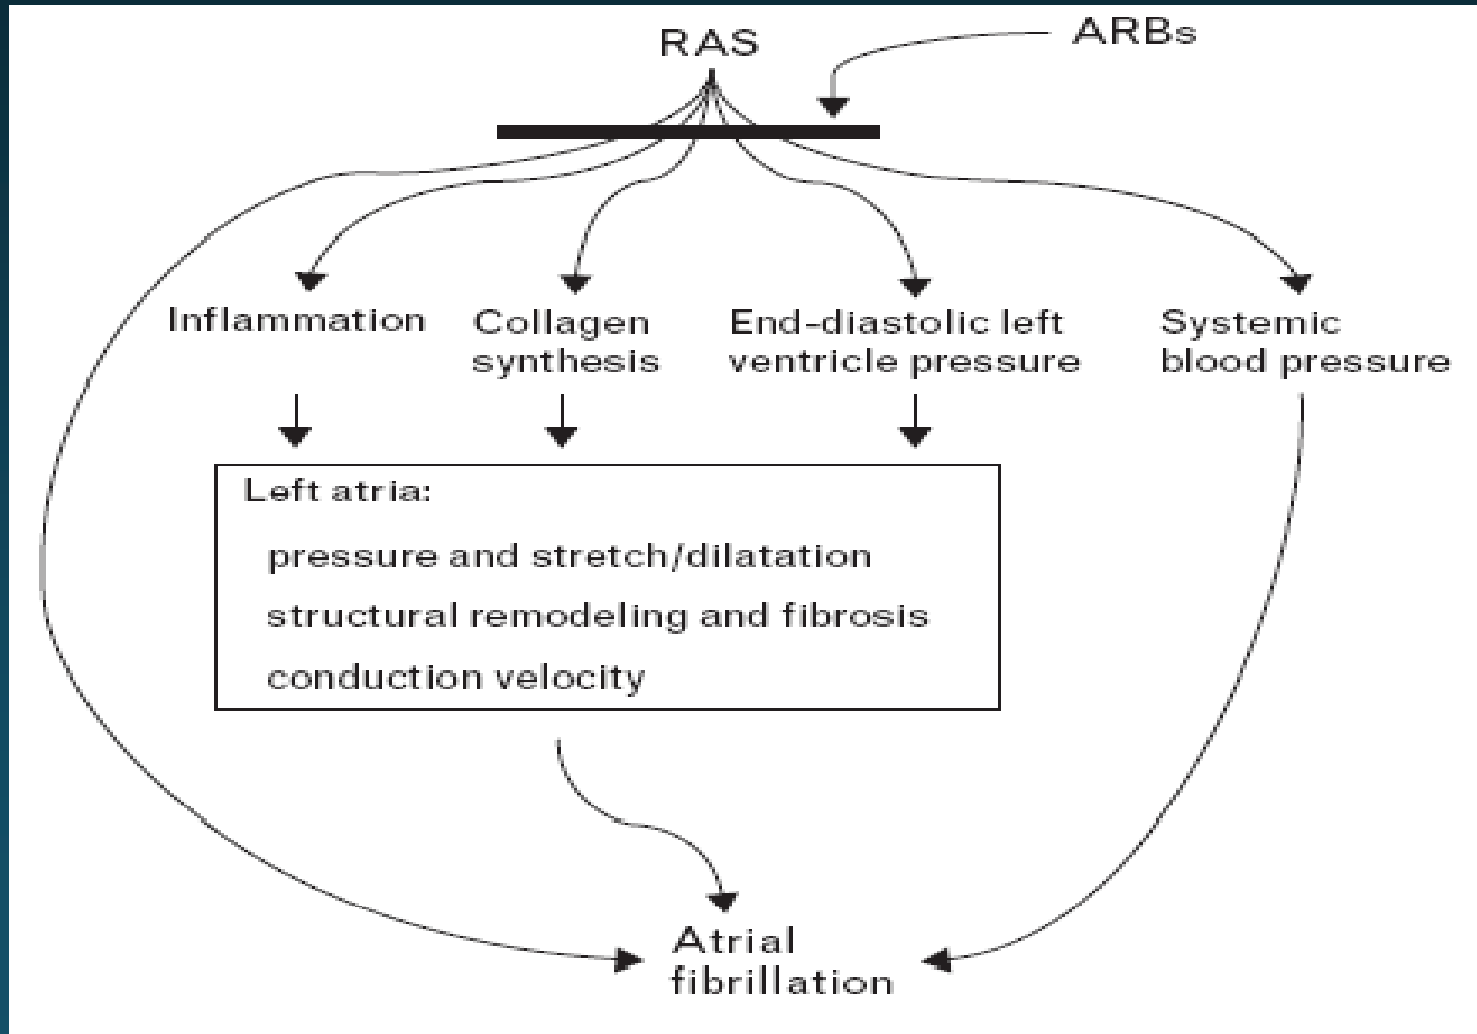 RAS
ARBs
Inflammation
Collagen
synthesis
End-diastolic left
ventricle pressure
Systemic
blood pressure
Left atria:
pressure and stretch/dilatation
structural remodeling and fibrosis
conduction velocity
Atrial
fibrillation